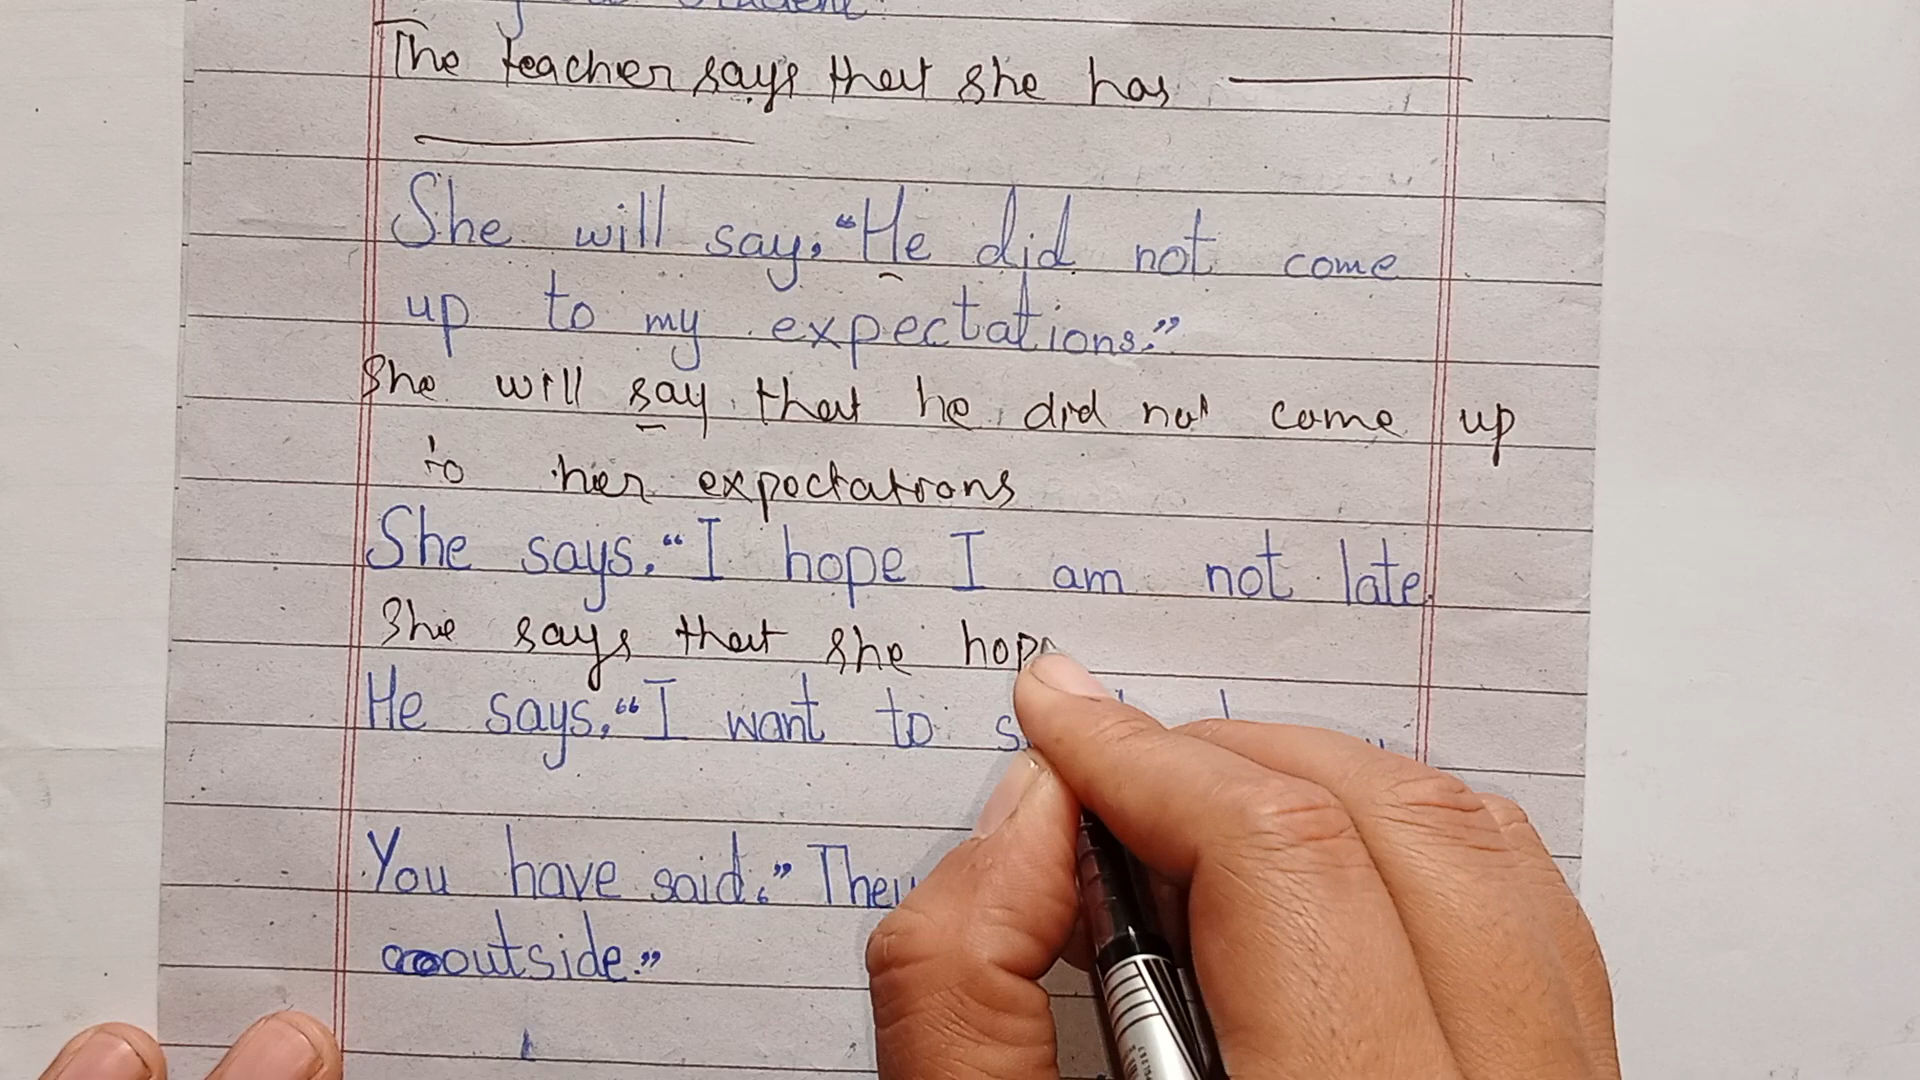 student.
The teacher says that she has
She will say, "He did not come
up to my expectations."
She will say that he did not come up
to her expectations
She says, "I hope I am not late.
She says that she hope
He says, "I want to
You have said, "They
outside."